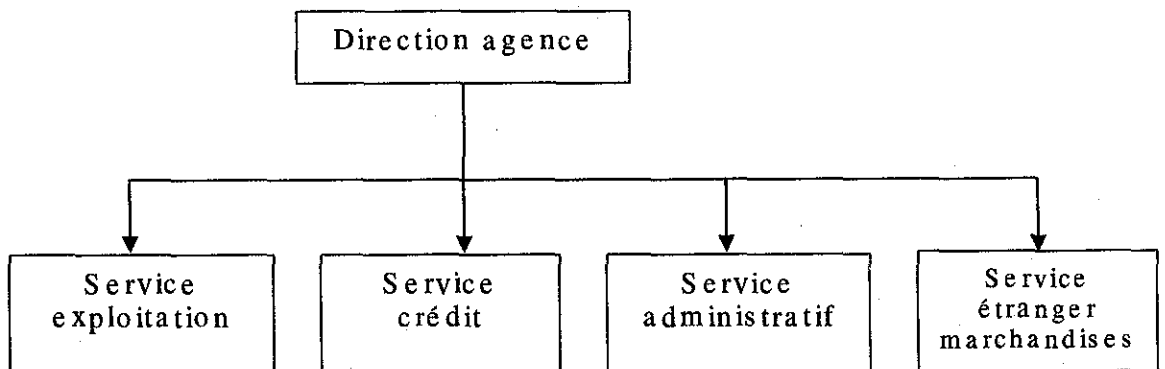 Direction agence
Service
exploitation
Service
crédit
Service
administratif
Service
étranger
marchandises